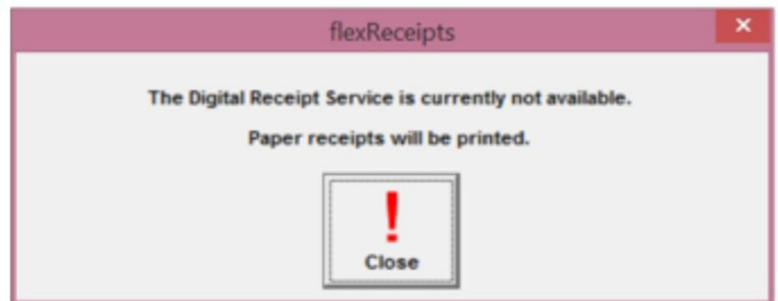 flexReceipts
The Digital Receipt Service is currently not available.
Paper receipts will be printed.
!
Close